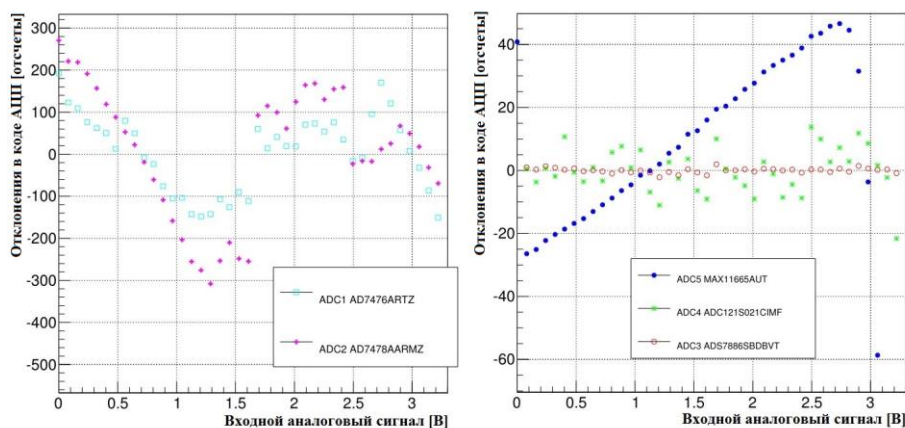 Отклонения в коде АЦП [отсчеты]
300
200
100
0
-100
-200
-300
-400
-500
ADC1 AD7476ARTZ
ADC2 AD7478AARMZ
0 0.5 1 1.5 2 2.5 3
Входной аналоговый сигнал [В]
Отклонения в коде АЦП [отсчеты]
40
20
0
-20
-40
-60
ADC5 MAX11665AUT
ADC4 ADC121S021CIMF
ADC3 ADS7886SBDBVT
0 0.5 1 1.5 2 2.5 3
Входной аналоговый сигнал [В]